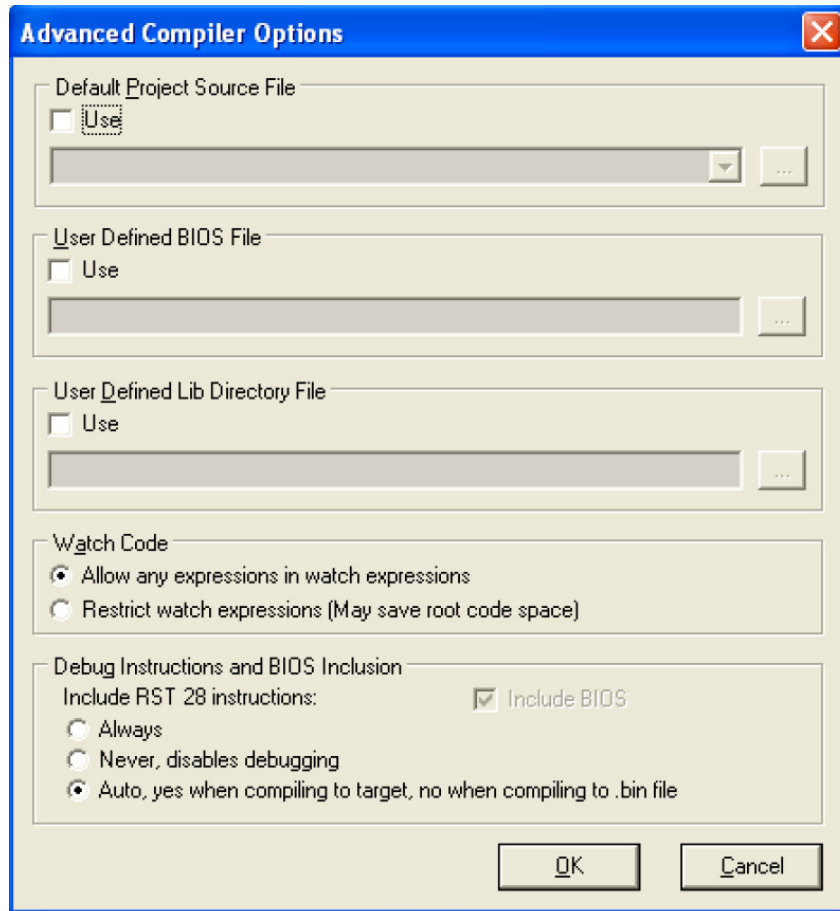 Advanced Compiler Options
Default Project Source File
Use
...
User Defined BIOS File
Use
...
User Defined Lib Directory File
Use
...
Watch Code
Allow any expressions in watch expressions
Restrict watch expressions (May save root code space)
Debug Instructions and BIOS Inclusion
Include RST 28 instructions: Include BIOS
Always
Never, disables debugging
Auto, yes when compiling to target, no when compiling to .bin file
OK Cancel